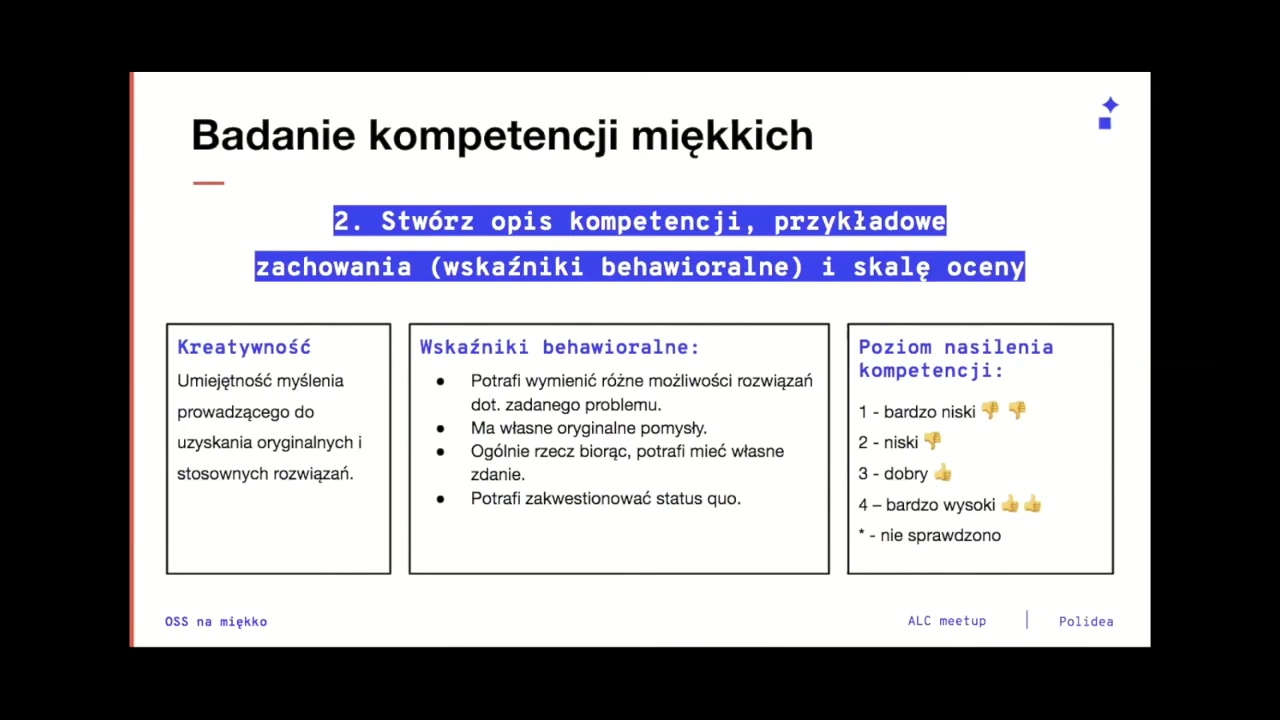 Badanie kompetencji miękkich
2. Stwórz opis kompetencji, przykładowe
zachowania (wskaźniki behawioralne) i skalę oceny
Kreatywność
Umiejętność myślenia
prowadzącego do
uzyskania oryginalnych i
stosownych rozwiązań.
Wskaźniki behawioralne:
● Potrafi wymienić różne możliwości rozwiązań
dot. zadanego problemu.
● Ma własne oryginalne pomysły.
● Ogólnie rzecz biorąc, potrafi mieć własne
zdanie.
● Potrafi zakwestionować status quo.
Poziom nasilenia
kompetencji:
1 - bardzo niski 👎 👎
2 - niski 👎
3 - dobry 👍
4 – bardzo wysoki 👍👍
* - nie sprawdzono
OSS na miękko
ALC meetup | Polidea